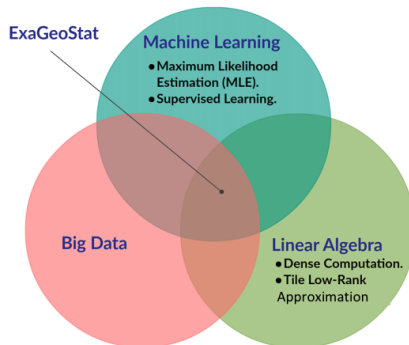 ExaGeoStat
Machine Learning
●Maximum Likelihood
Estimation (MLE).
●Supervised Learning.
Big Data
Linear Algebra
●Dense Computation.
●Tile Low-Rank
Approximation